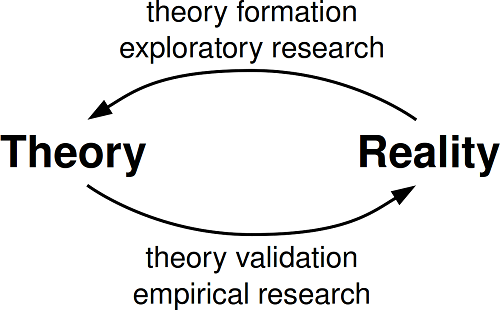 theory formation
exploratory research
Theory
Reality
theory validation
empirical research